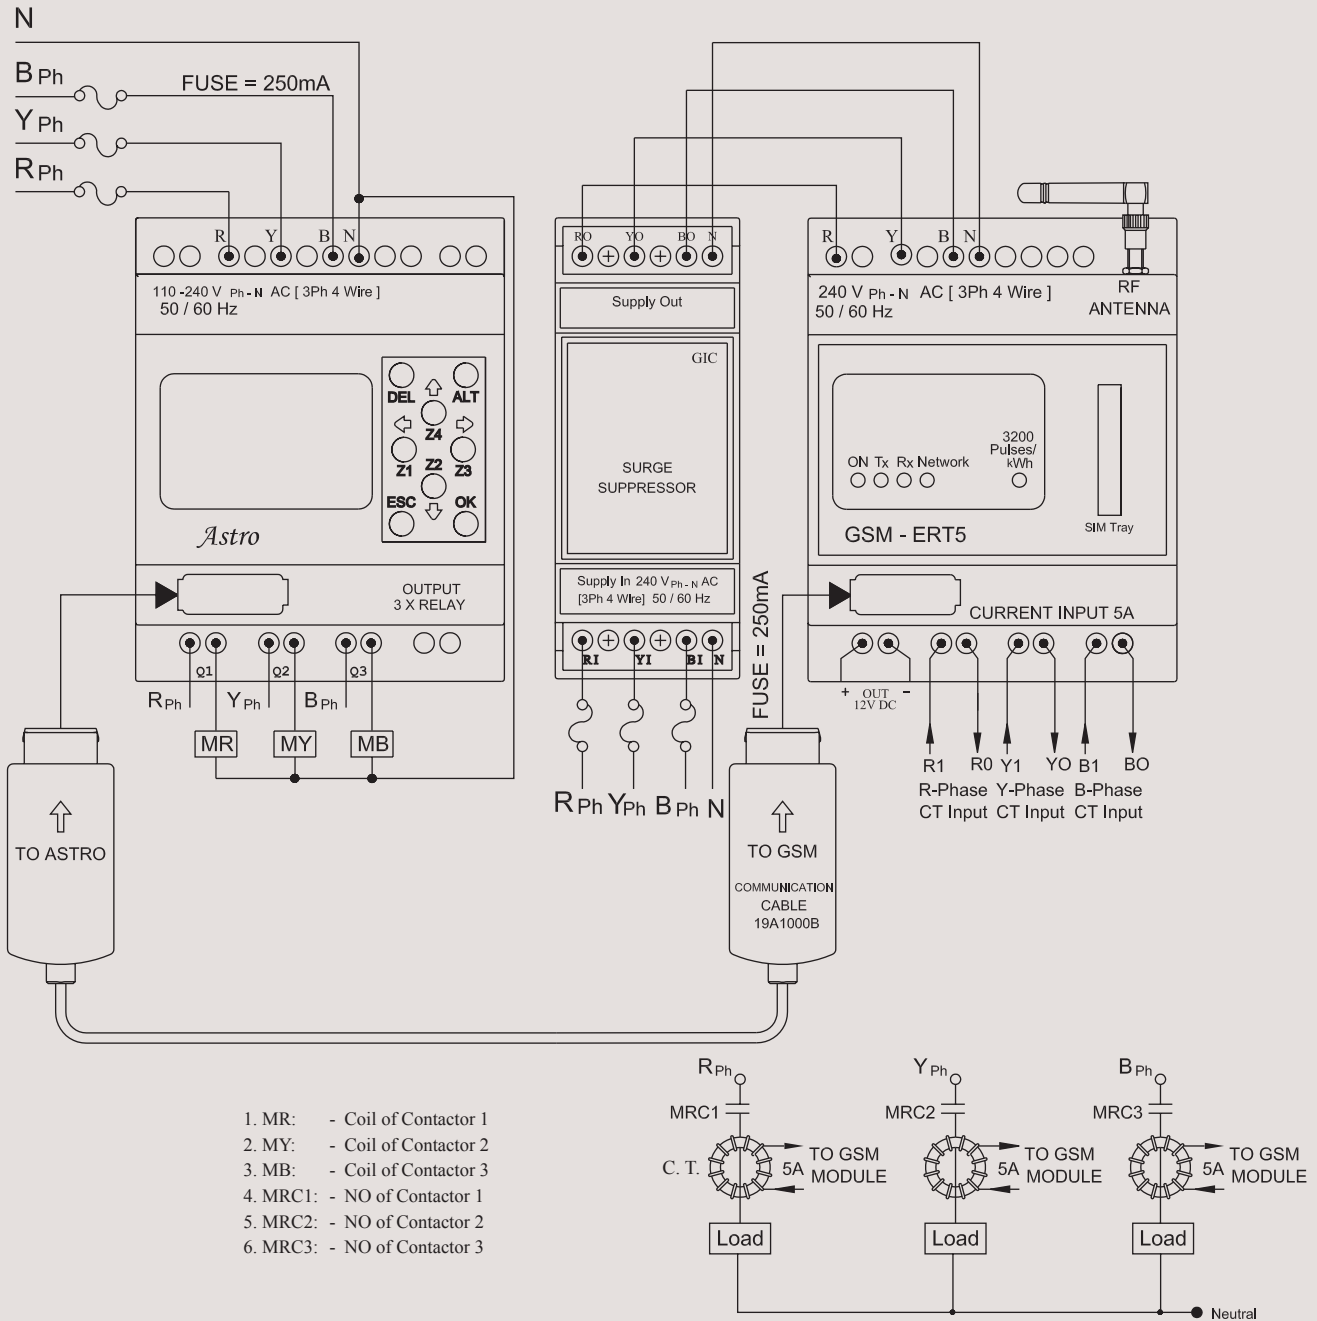 N
B Ph
FUSE = 250mA
Y Ph
R Ph
R Y B N
110 -240 V Ph - N AC [ 3Ph 4 Wire ]
50 / 60 Hz
DEL
ALT
Z4
Z1
Z2
Z3
ESC
OK
Astro
OUTPUT
3 X RELAY
Q1 Q2 Q3
R Ph Y Ph B Ph
MR MY MB
RO YO BO N
Supply Out
GIC
SURGE
SUPPRESSOR
Supply In 240 V Ph - N AC
[3Ph 4 Wire] 50 / 60 Hz
RI YI BI N
R Ph Y Ph B Ph N
FUSE = 250mA
R Y B N
240 V Ph - N AC [ 3Ph 4 Wire ]
50 / 60 Hz
RF
ANTENNA
3200
Pulses/
kWh
ON Tx Rx Network
GSM - ERT5
SIM Tray
CURRENT INPUT 5A
+ OUT -
12V DC
R1 R0 Y1 YO B1 BO
R-Phase Y-Phase B-Phase
CT Input CT Input CT Input
TO ASTRO
TO GSM
COMMUNICATION
CABLE
19A1000B
1. MR: - Coil of Contactor 1
2. MY: - Coil of Contactor 2
3. MB: - Coil of Contactor 3
4. MRC1: - NO of Contactor 1
5. MRC2: - NO of Contactor 2
6. MRC3: - NO of Contactor 3
R Ph Y Ph B Ph
MRC1 MRC2 MRC3
C. T. 5A TO GSM 5A TO GSM 5A TO GSM
MODULE MODULE MODULE
Load Load Load
Neutral